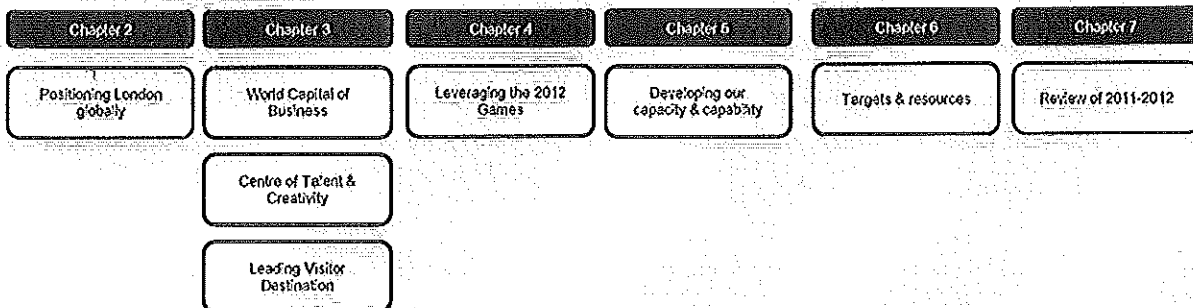 Chapter 2
Chapter 3
Chapter 4
Chapter 5
Chapter 6
Chapter 7
Positioning London
globally
World Capital of
Business
Leveraging the 2012
Games
Developing our
capacity & capability
Targets & resources
Review of 2011-2012
Centre of Talent &
Creativity
Leading Visitor
Destination